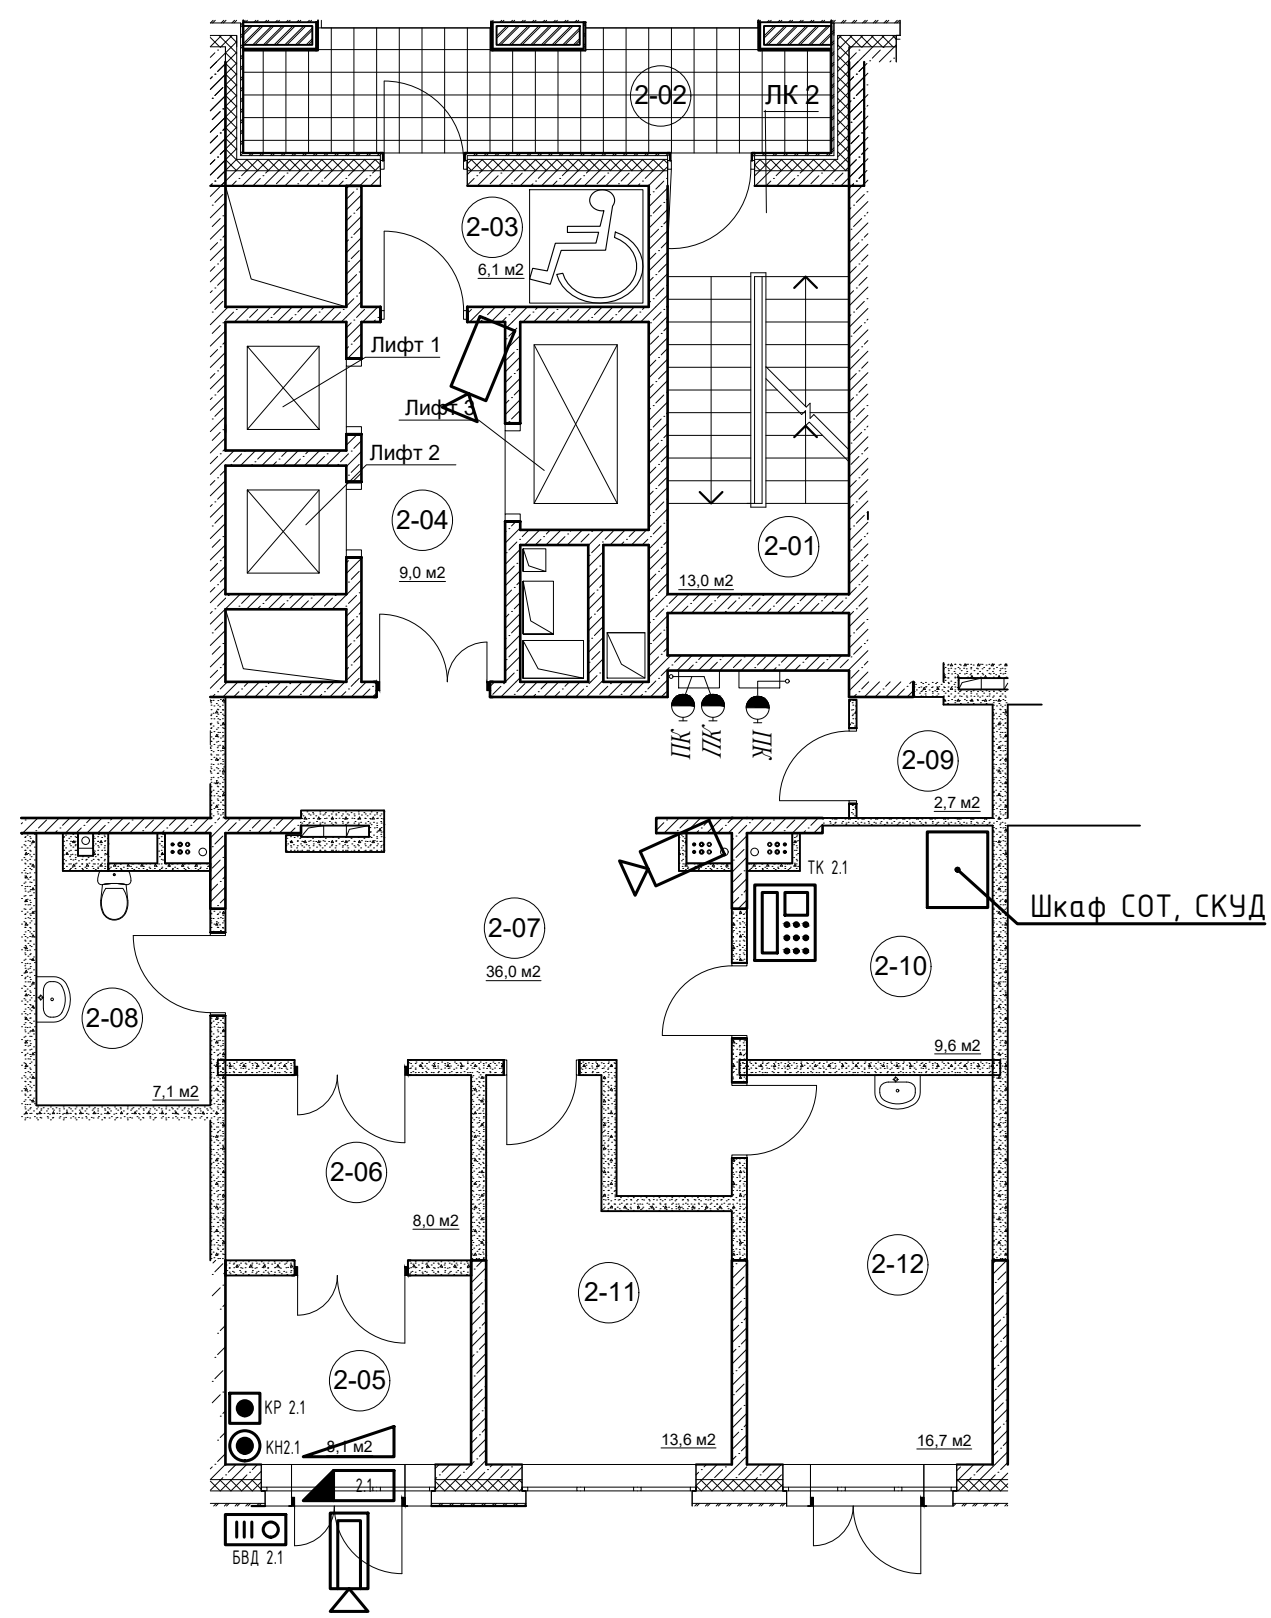 2-02
ЛК 2
2-03
6,1 м2
Лифт 1
Лифт 3
Лифт 2
2-04
9,0 м2
2-01
13,0 м2
ПК
ПК
ЯП
2-09
2,7 м2
ТК 2.1
Шкаф СОТ, СКУД
2-07
36,0 м2
2-10
9,6 м2
2-08
7,1 м2
2-06
8,0 м2
2-12
2-11
2-05
КР 2.1
КН2.1
8,1 м2
13,6 м2
16,7 м2
2.1
БВД 2.1